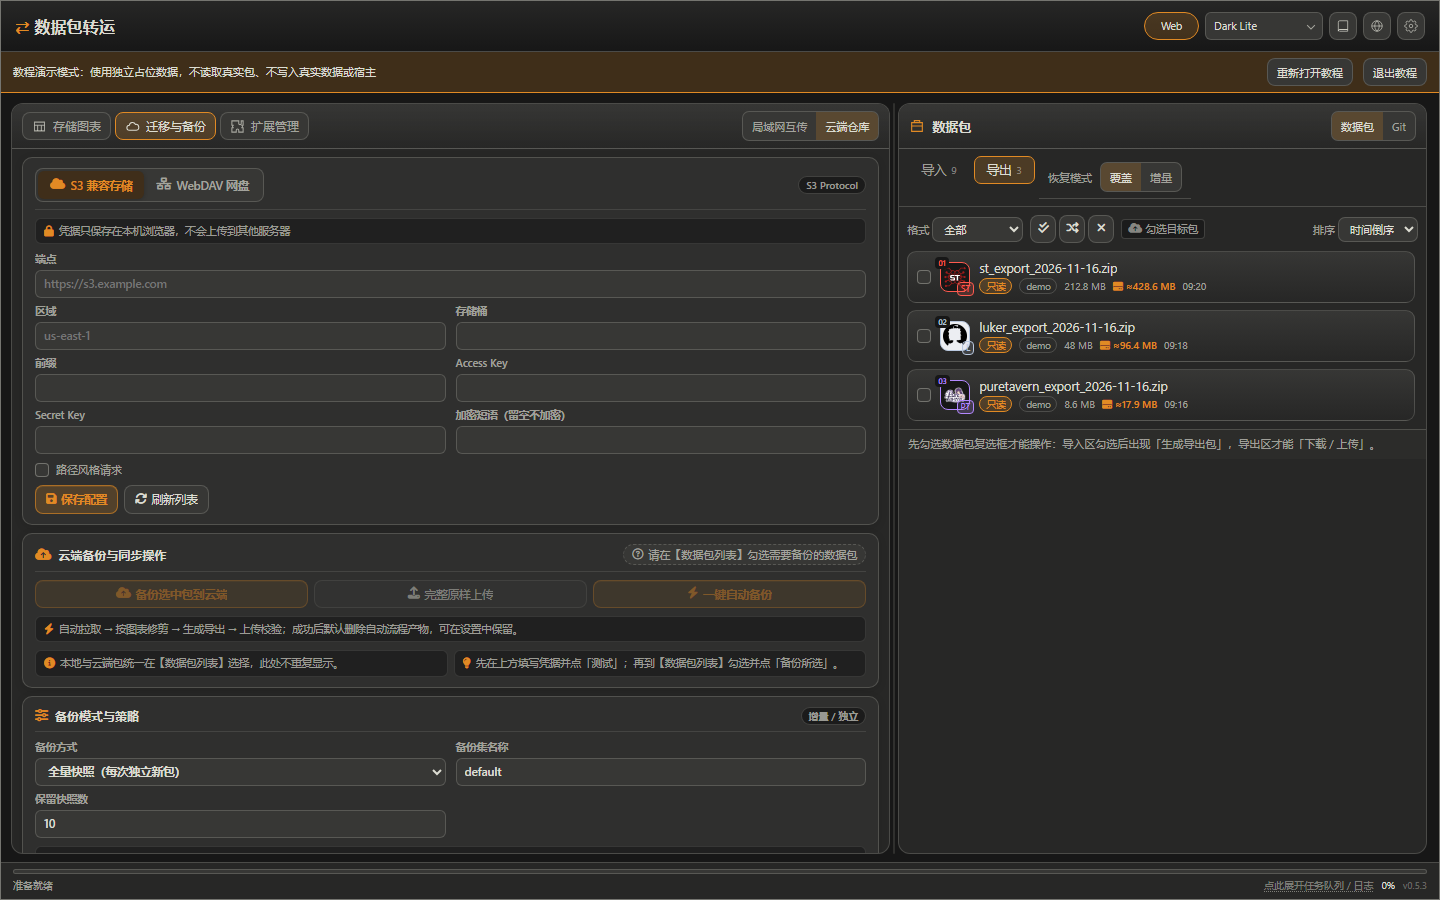 数据包转运
Web
Dark Lite
教程演示模式：使用独立占位数据，不读取真实包、不写入真实数据或宿主
重新打开教程
退出教程
存储图表
迁移与备份
扩展管理
局域网互传
云端仓库
S3 兼容存储
WebDAV 网盘
S3 Protocol
凭据只保存在本机浏览器，不会上传到其他服务器
端点
https://s3.example.com
区域
存储桶
us-east-1
前缀
Access Key
Secret Key
加密短语（留空不加密）
路径风格请求
保存配置
刷新列表
云端备份与同步操作
请在【数据包列表】勾选需要备份的数据包
备份选中包到云端
完整原样上传
一键自动备份
自动拉取 → 按图表修剪 → 生成导出 → 上传校验；成功后默认删除自动流程产物，可在设置中保留。
本地与云端包统一在【数据包列表】选择，此处不重复显示。
先在上方填写凭据并点「测试」；再到【数据包列表】勾选并点「备份所选」。
备份模式与策略
增量 / 独立
备份方式
备份集名称
全量快照（每次独立新包）
default
保留快照数
10
数据包
数据包
Git
导入 9
导出 3
恢复模式
覆盖
增量
格式
全部
勾选目标包
排序
时间倒序
01
ST
ST
st_export_2026-11-16.zip
只读
demo
212.8 MB
≈428.6 MB
09:20
02
L
luker_export_2026-11-16.zip
只读
demo
48 MB
≈96.4 MB
09:18
03
PT
puretavern_export_2026-11-16.zip
只读
demo
8.6 MB
≈17.9 MB
09:16
先勾选数据包复选框才能操作：导入区勾选后出现「生成导出包」，导出区才能「下载 / 上传」。
准备就绪
点此展开任务队列 / 日志
0%
v0.5.3